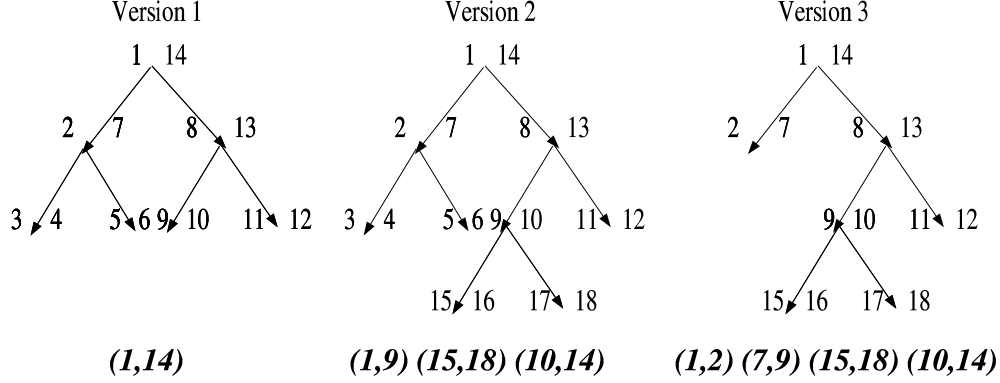 Version 1 Version 2 Version 3
1 14 1 14 1 14
2 7 8 13 2 7 8 13 2 7 8 13
3 4 5 6 9 10 11 12 3 4 5 6 9 10 11 12 9 10 11 12
15 16 17 18 15 16 17 18
(1,14) (1,9) (15,18) (10,14) (1,2) (7,9) (15,18) (10,14)